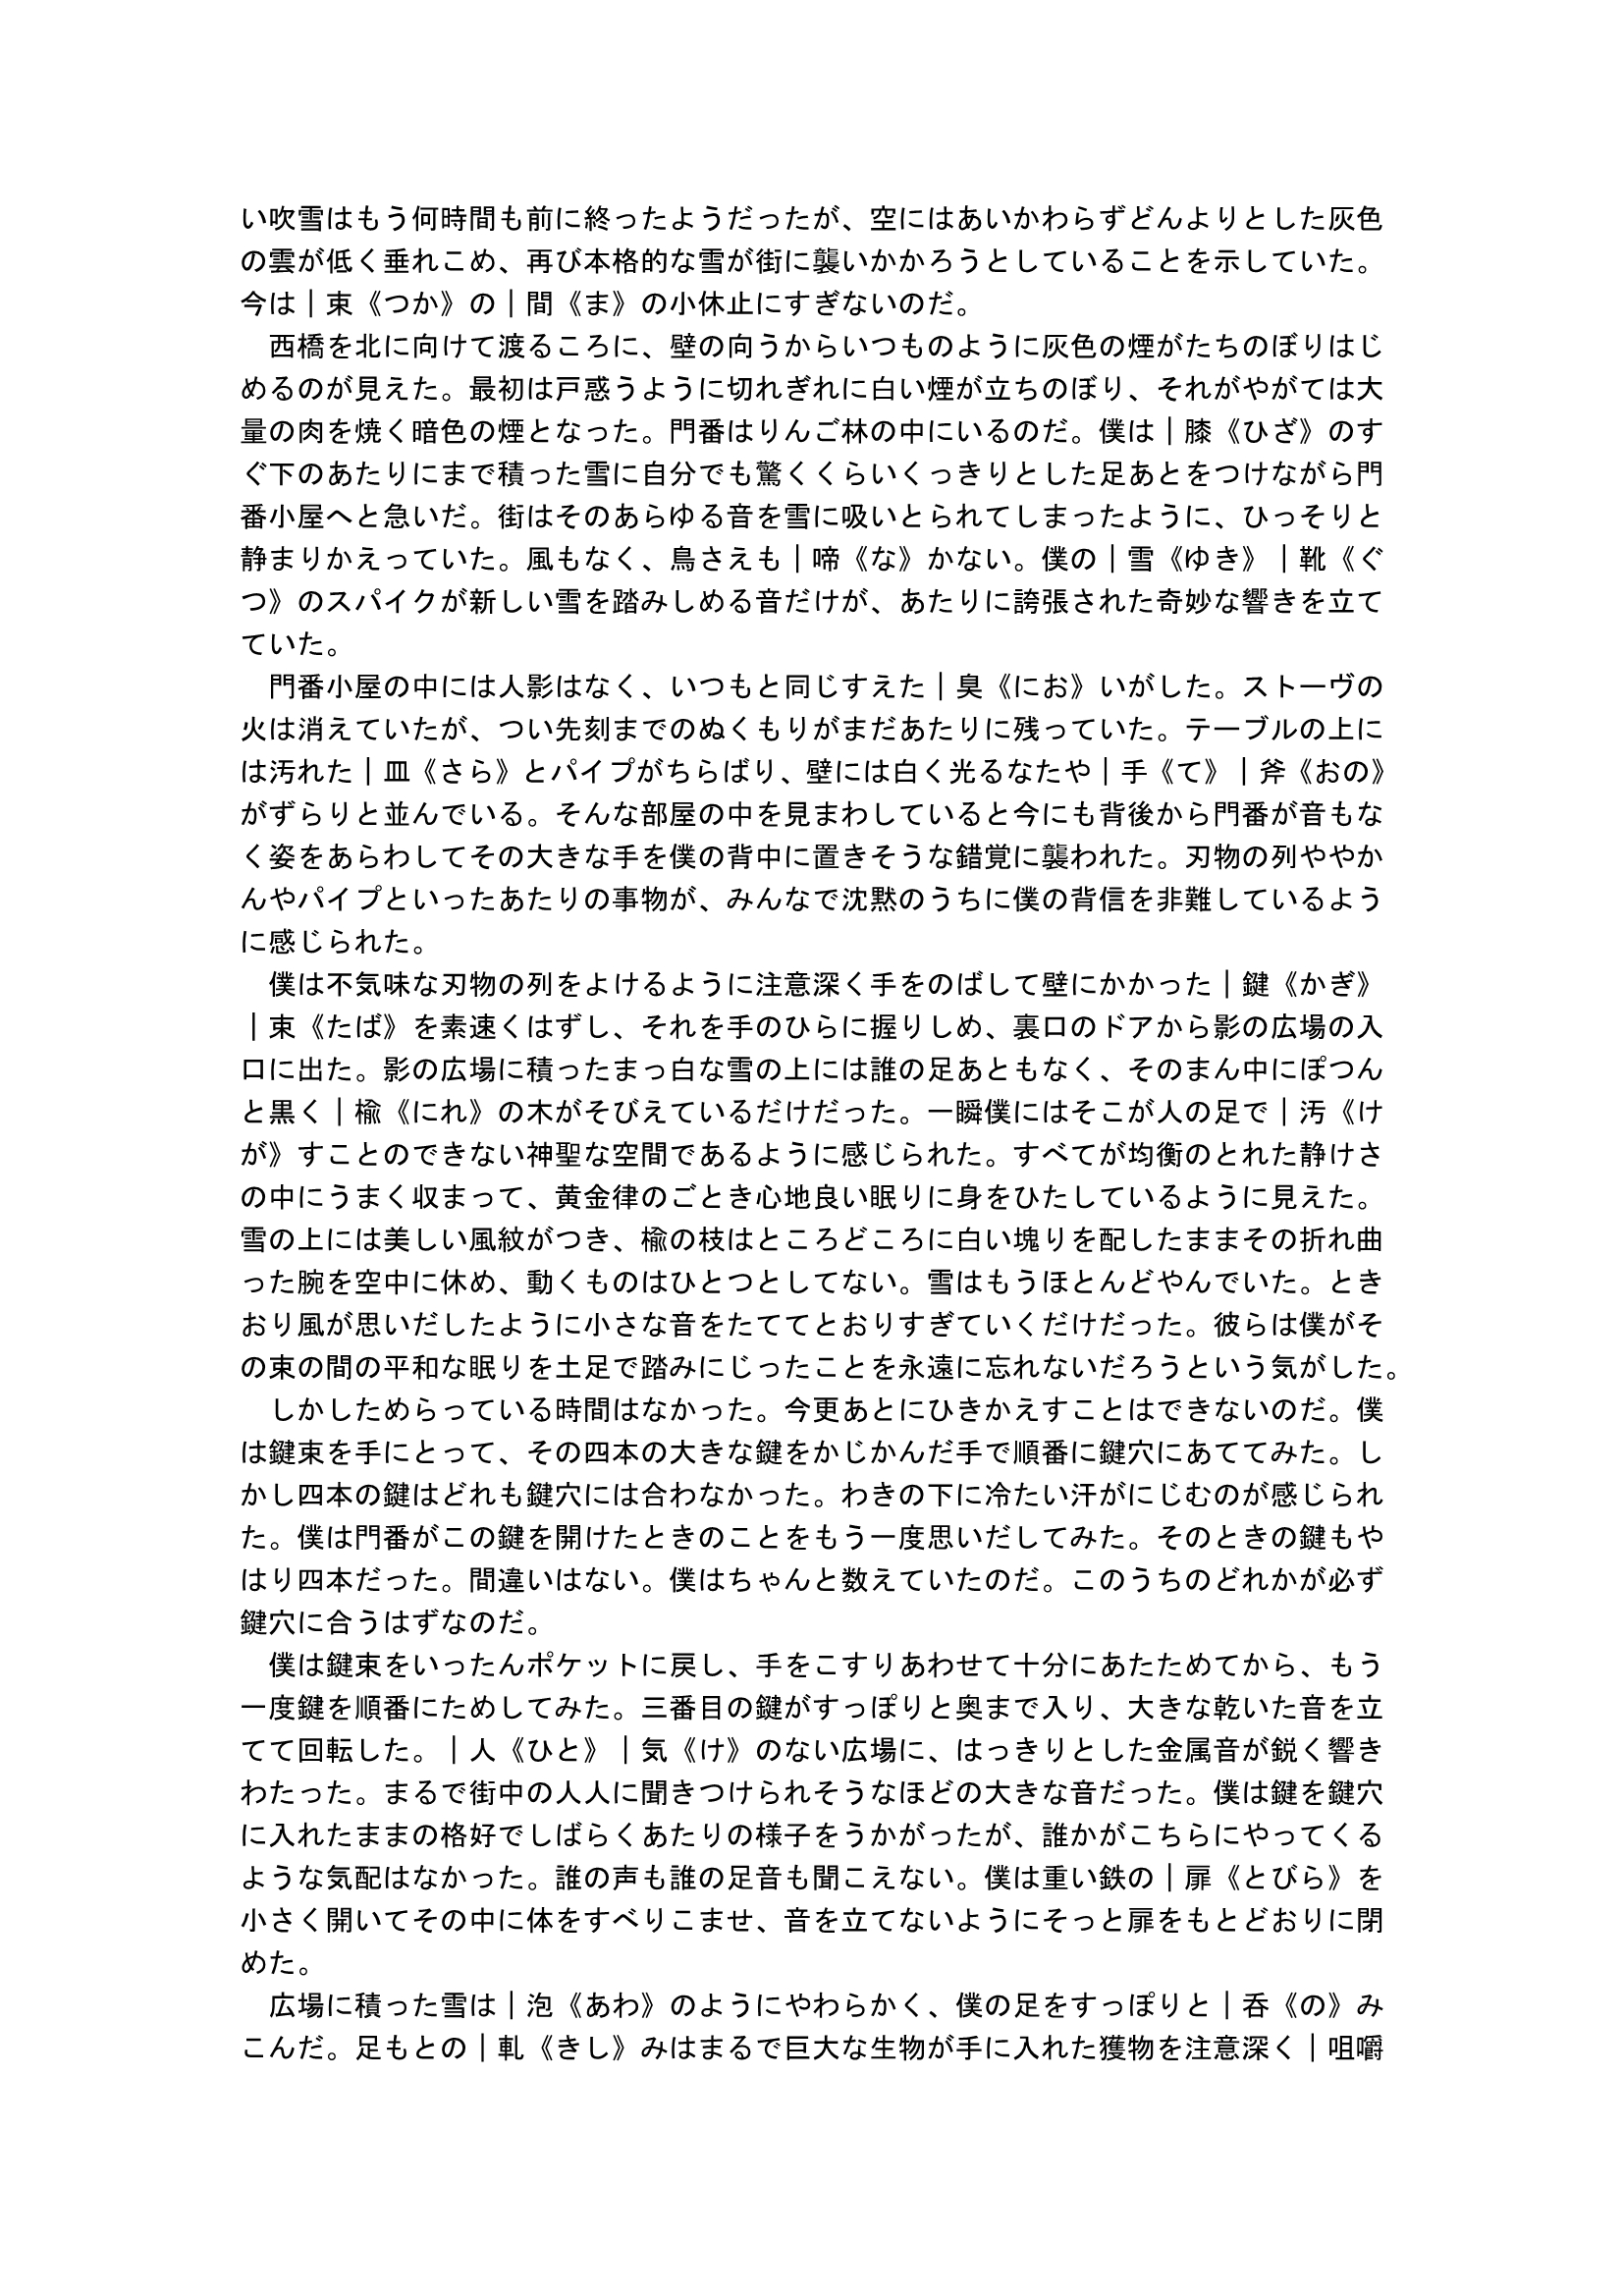 い吹雪はもう何時間も前に終ったようだったが、空にはあいかわらずどんよりとした灰色
の雲が低く垂れこめ、再び本格的な雪が街に襲いかかろうとしていることを示していた。
今は｜束《つか》の｜間《ま》の小休止にすぎないのだ。
　西橋を北に向けて渡るころに、壁の向うからいつものように灰色の煙がたちのぼりはじ
めるのが見えた。最初は戸惑うように切れぎれに白い煙が立ちのぼり、それがやがては大
量の肉を焼く暗色の煙となった。門番はりんご林の中にいるのだ。僕は｜膝《ひざ》のす
ぐ下のあたりにまで積った雪に自分でも驚くくらいくっきりとした足あとをつけながら門
番小屋へと急いだ。街はそのあらゆる音を雪に吸いとられてしまったように、ひっそりと
静まりかえっていた。風もなく、鳥さえも｜啼《な》かない。僕の｜雪《ゆき》｜靴《ぐ
つ》のスパイクが新しい雪を踏みしめる音だけが、あたりに誇張された奇妙な響きを立て
ていた。
　門番小屋の中には人影はなく、いつもと同じすえた｜臭《にお》いがした。ストーヴの
火は消えていたが、つい先刻までのぬくもりがまだあたりに残っていた。テーブルの上に
は汚れた｜皿《さら》とパイプがちらばり、壁には白く光るなたや｜手《て》｜斧《おの》
がずらりと並んでいる。そんな部屋の中を見まわしていると今にも背後から門番が音もな
く姿をあらわしてその大きな手を僕の背中に置きそうな錯覚に襲われた。刃物の列ややか
んやパイプといったあたりの事物が、みんなで沈黙のうちに僕の背信を非難しているよう
に感じられた。
　僕は不気味な刃物の列をよけるように注意深く手をのばして壁にかかった｜鍵《かぎ》
｜束《たば》を素速くはずし、それを手のひらに握りしめ、裏口のドアから影の広場の入
口に出た。影の広場に積ったまっ白な雪の上には誰の足あともなく、そのまん中にぽつん
と黒く｜楡《にれ》の木がそびえているだけだった。一瞬僕にはそこが人の足で｜汚《け
が》すことのできない神聖な空間であるように感じられた。すべてが均衡のとれた静けさ
の中にうまく収まって、黄金律のごとき心地良い眠りに身をひたしているように見えた。
雪の上には美しい風紋がつき、楡の枝はところどころに白い塊りを配したままその折れ曲
った腕を空中に休め、動くものはひとつとしてない。雪はもうほとんどやんでいた。とき
おり風が思いだしたように小さな音をたててとおりすぎていくだけだった。彼らは僕がそ
の束の間の平和な眠りを土足で踏みにじったことを永遠に忘れないだろうという気がした。
　しかしためらっている時間はなかった。今更あとにひきかえすことはできないのだ。僕
は鍵束を手にとって、その四本の大きな鍵をかじかんだ手で順番に鍵穴にあててみた。し
かし四本の鍵はどれも鍵穴には合わなかった。わきの下に冷たい汗がにじむのが感じられ
た。僕は門番がこの鍵を開けたときのことをもう一度思いだしてみた。そのときの鍵もや
はり四本だった。間違いはない。僕はちゃんと数えていたのだ。このうちのどれかが必ず
鍵穴に合うはずなのだ。
　僕は鍵束をいったんポケットに戻し、手をこすりあわせて十分にあたためてから、もう
一度鍵を順番にためしてみた。三番目の鍵がすっぽりと奥まで入り、大きな乾いた音を立
てて回転した。｜人《ひと》｜気《け》のない広場に、はっきりとした金属音が鋭く響き
わたった。まるで街中の人人に聞きつけられそうなほどの大きな音だった。僕は鍵を鍵穴
に入れたままの格好でしばらくあたりの様子をうかがったが、誰かがこちらにやってくる
ような気配はなかった。誰の声も誰の足音も聞こえない。僕は重い鉄の｜扉《とびら》を
小さく開いてその中に体をすべりこませ、音を立てないようにそっと扉をもとどおりに閉
めた。
　広場に積った雪は｜泡《あわ》のようにやわらかく、僕の足をすっぽりと｜呑《の》み
こんだ。足もとの｜軋《きし》みはまるで巨大な生物が手に入れた獲物を注意深く｜咀嚼